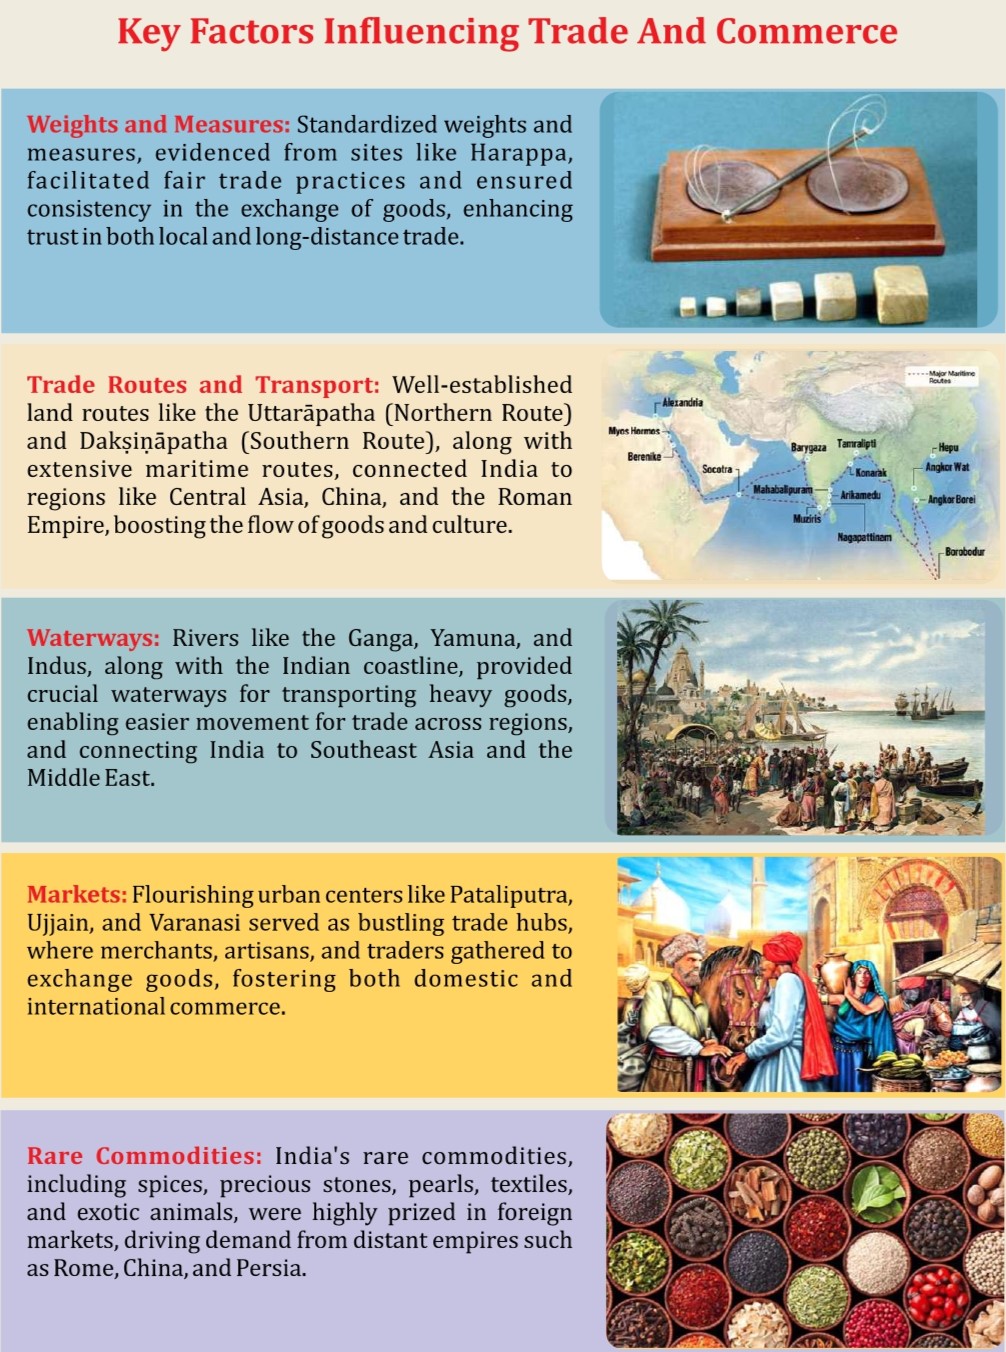 Key Factors Influencing Trade And Commerce
Weights and Measures: Standardized weights and
measures, evidenced from sites like Harappa,
facilitated fair trade practices and ensured
consistency in the exchange of goods, enhancing
trust in both local and long-distance trade.
Trade Routes and Transport: Well-established
land routes like the Uttarāpatha (Northern Route)
and Dakṣiṇāpatha (Southern Route), along with
extensive maritime routes, connected India to
regions like Central Asia, China, and the Roman
Empire, boosting the flow of goods and culture.
Major Maritime
Routes
Alexandria
Myos Hormos
Berenike
Socotra
Barygaza
Tamralipti
Konarak
Mahabalipuram
Arikamedu
Muziris
Nagapattinam
Hepu
Angkor Wat
Angkor Borei
Borobodur
Waterways: Rivers like the Ganga, Yamuna, and
Indus, along with the Indian coastline, provided
crucial waterways for transporting heavy goods,
enabling easier movement for trade across regions,
and connecting India to Southeast Asia and the
Middle East.
Markets: Flourishing urban centers like Pataliputra,
Ujjain, and Varanasi served as bustling trade hubs,
where merchants, artisans, and traders gathered to
exchange goods, fostering both domestic and
international commerce.
Rare Commodities: India's rare commodities,
including spices, precious stones, pearls, textiles,
and exotic animals, were highly prized in foreign
markets, driving demand from distant empires such
as Rome, China, and Persia.